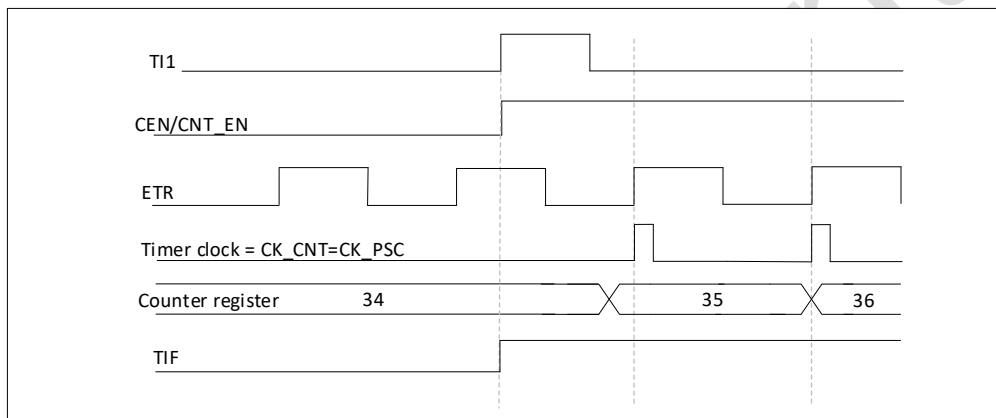 TI1
CEN/CNT_EN
ETR
Timer clock = CK_CNT=CK_PSC
Counter register 34 35 36
TIF